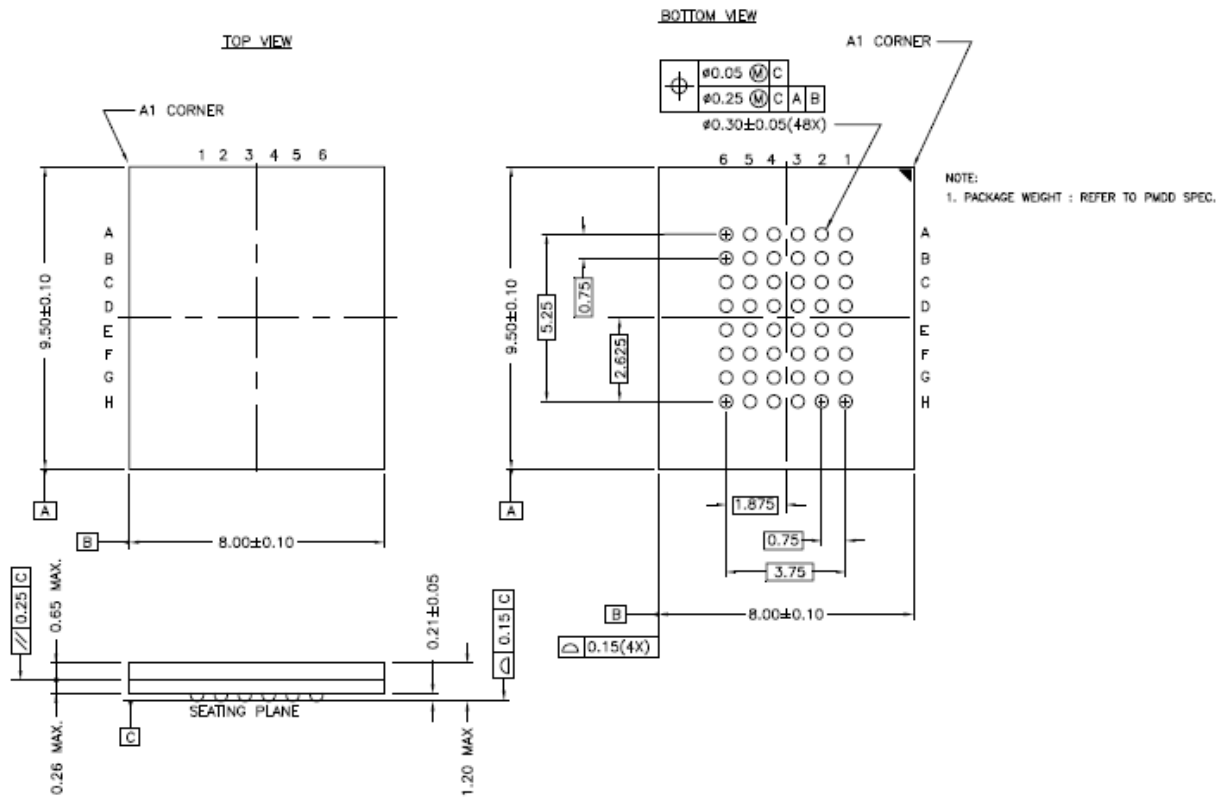 TOP VIEW
A1 CORNER
1 2 3 4 5 6
A
B
C
D
E
F
G
H
9.50±0.10
A
B
8.00±0.10
BOTTOM VIEW
A1 CORNER
ø0.05 Ⓜ C
ø0.25 Ⓜ C A B
ø0.30±0.05(48X)
6 5 4 3 2 1
A
B
C
D
E
F
G
H
9.50±0.10
5.25
0.75
2.625
A
1.875
0.75
3.75
B
8.00±0.10
0.15(4X)
NOTE:
1. PACKAGE WEIGHT : REFER TO PMDD SPEC.
// 0.25 C
0.65 MAX.
0.26 MAX.
SEATING PLANE
C
0.21±0.05
0.15 C
1.20 MAX